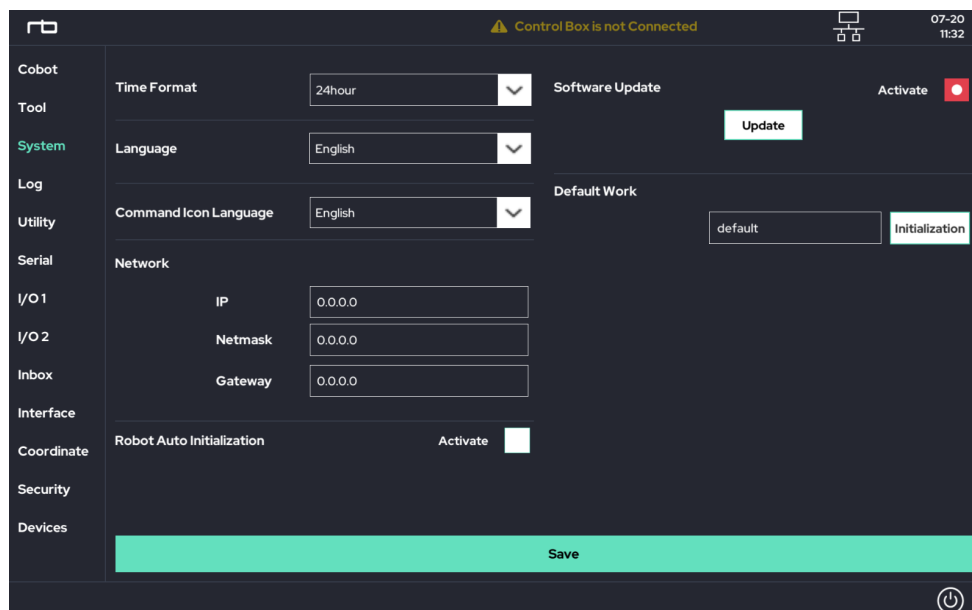 rb
Control Box is not Connected
07-20
11:32
Cobot
Tool
System
Log
Utility
Serial
I/O 1
I/O 2
Inbox
Interface
Coordinate
Security
Devices
Time Format
24hour
Language
English
Command Icon Language
English
Network
IP
0.0.0.0
Netmask
0.0.0.0
Gateway
0.0.0.0
Robot Auto Initialization
Activate
Software Update
Activate
Update
Default Work
default
Initialization
Save